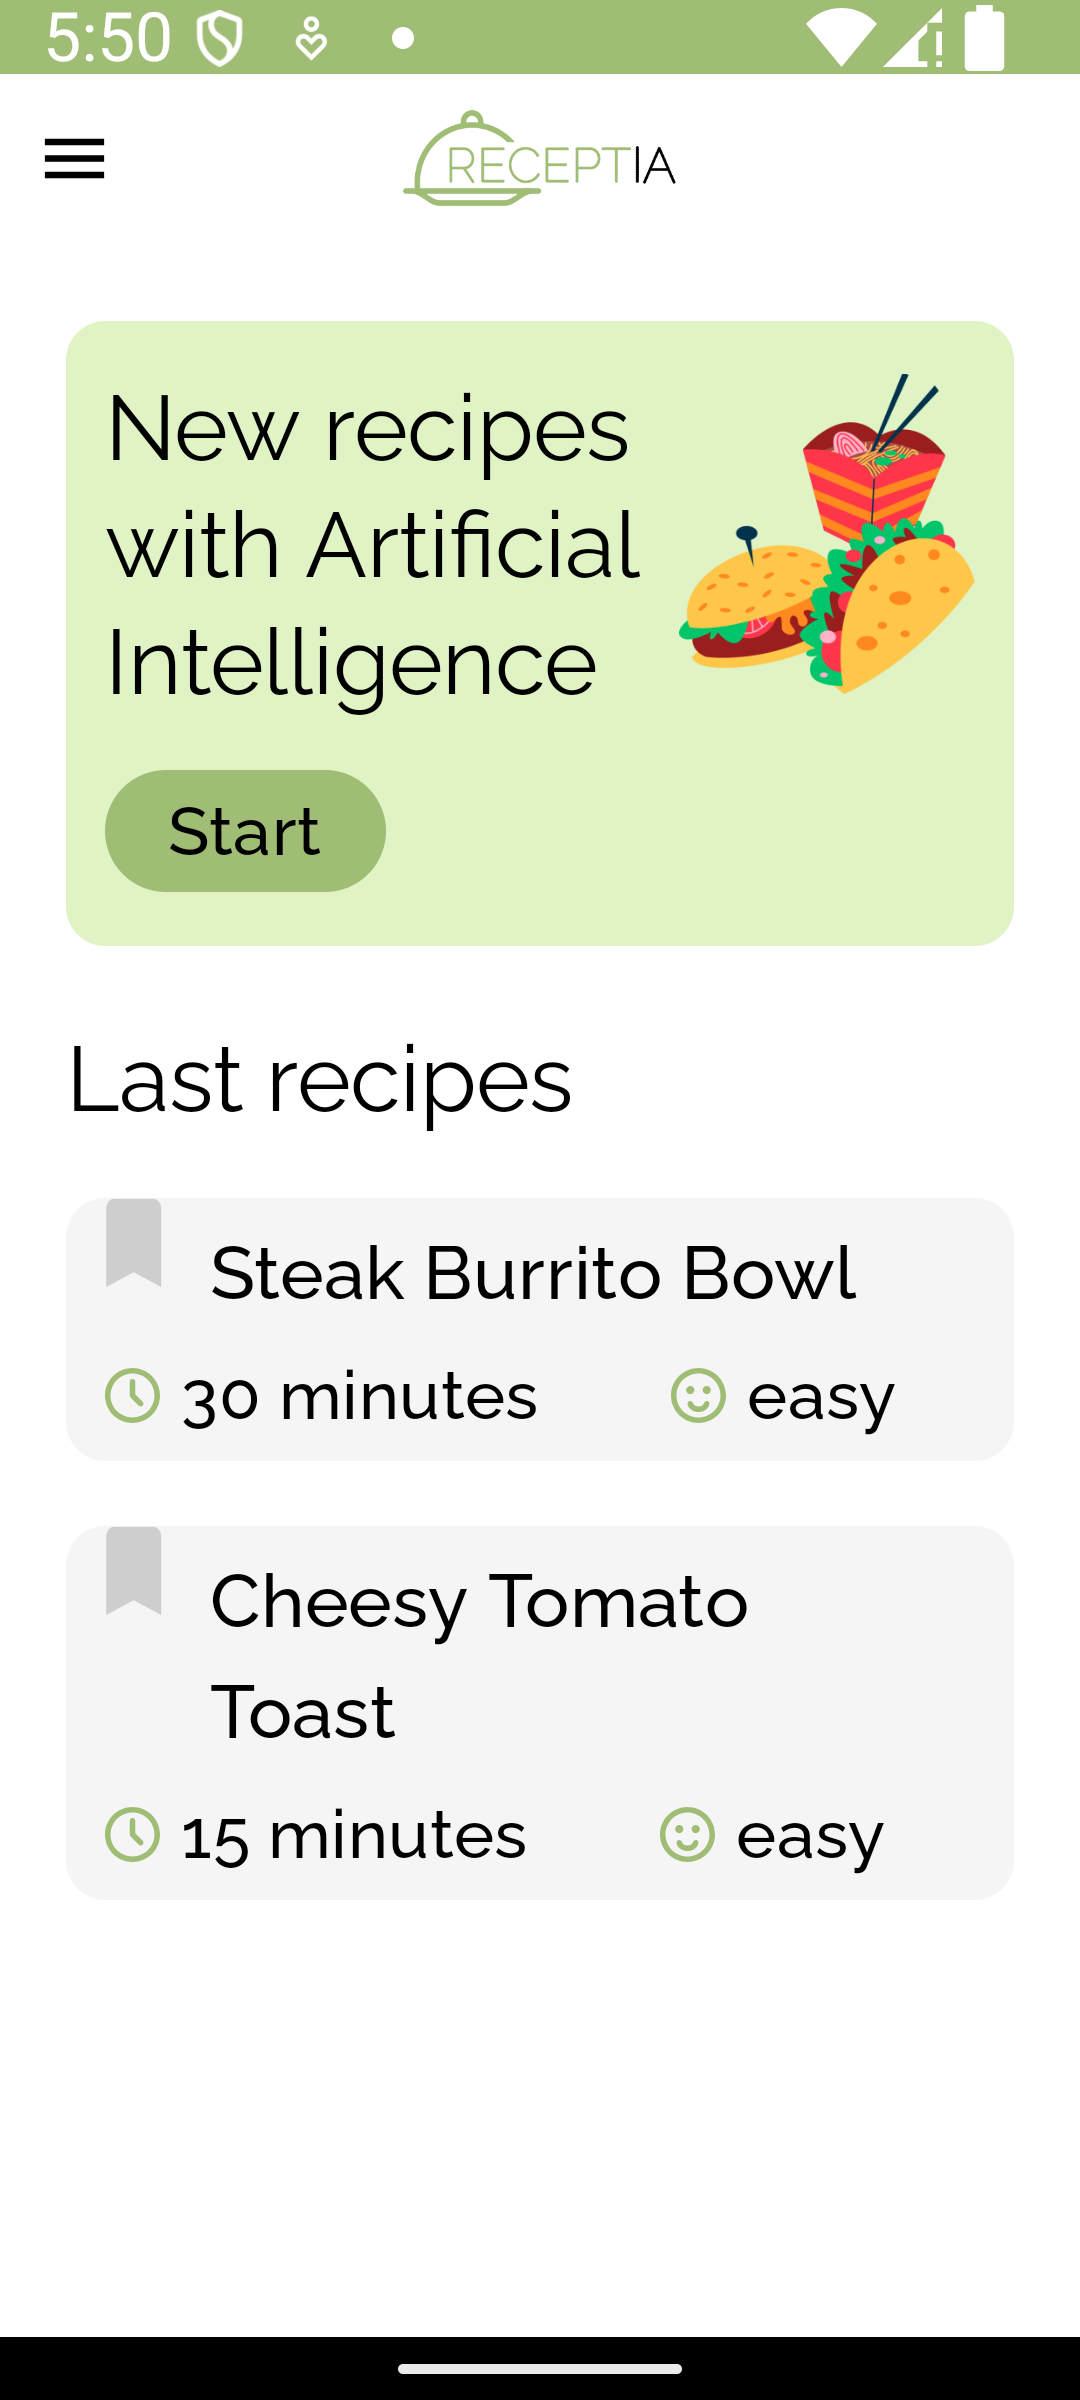 5:50
RECEPTIA
New recipes
with Artificial
Intelligence
Start
Last recipes
Steak Burrito Bowl
30 minutes
easy
Cheesy Tomato
Toast
15 minutes
easy